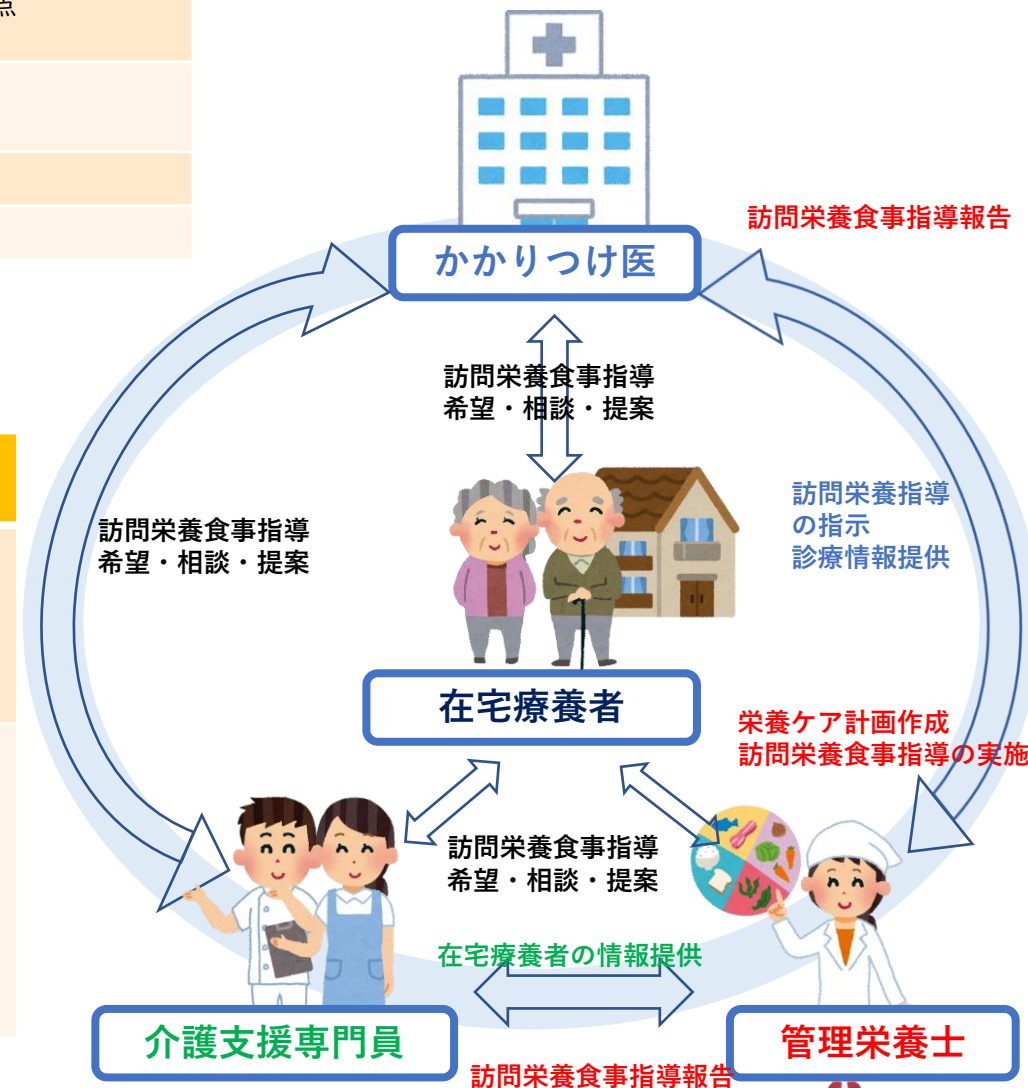 点
訪問栄養食事指導報告
かかりつけ医
訪問栄養食事指導
希望・相談・提案
訪問栄養指導
の指示
診療情報提供
訪問栄養食事指導
希望・相談・提案
在宅療養者
栄養ケア計画作成
訪問栄養食事指導の実施
訪問栄養食事指導
希望・相談・提案
在宅療養者の情報提供
介護支援専門員
管理栄養士
訪問栄養食事指導報告